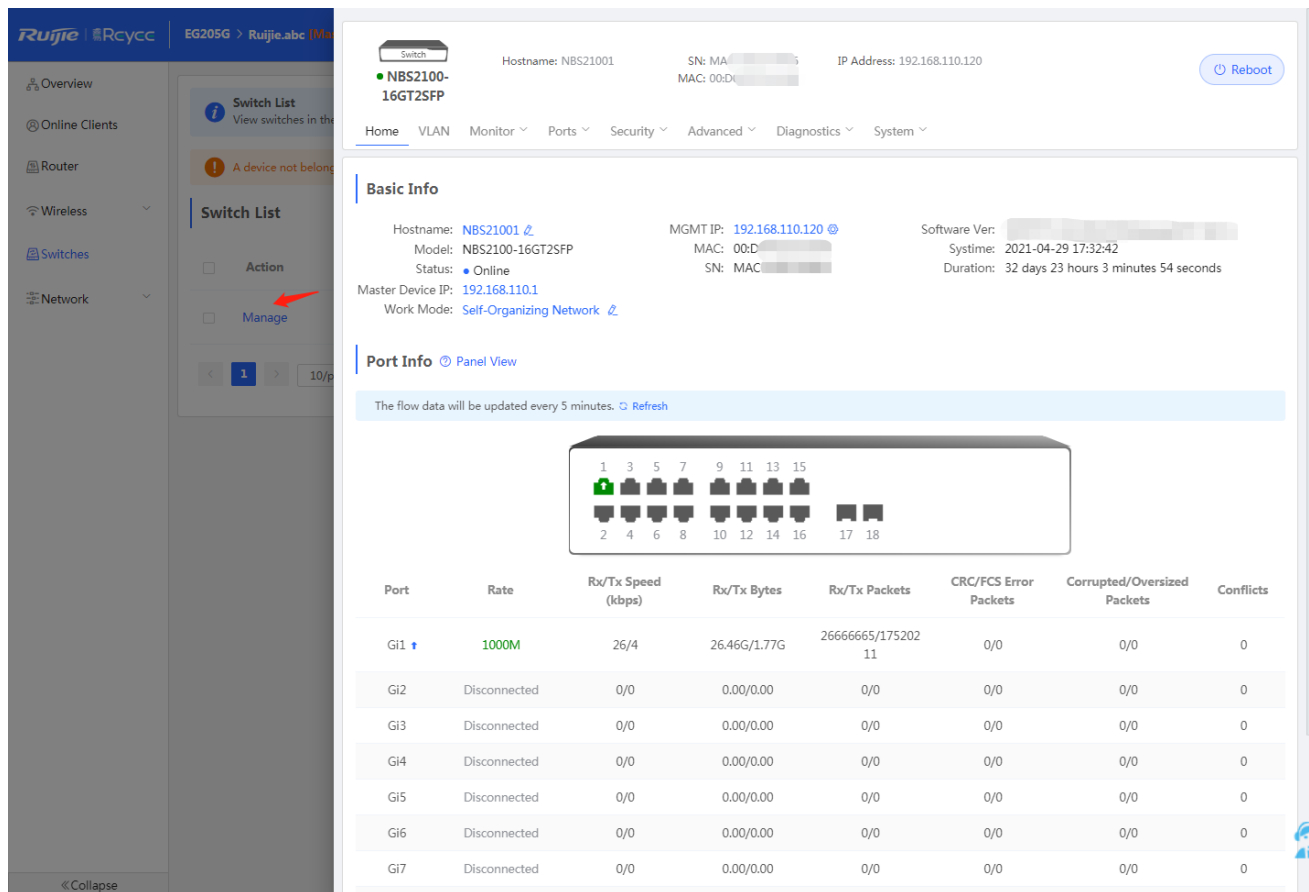 Ruijie Rcycc
EG205G > Ruijie.abc
Overview
Online Clients
Router
Wireless
Switches
Network
Collapse
Switch List
View switches in the
A device not belong
Switch List
Action
Manage
1
10/p
Switch
NBS2100-
16GT2SFP
Hostname: NBS21001
SN: MA
MAC: 00:D
IP Address: 192.168.110.120
Reboot
Home VLAN Monitor Ports Security Advanced Diagnostics System
Basic Info
Hostname: NBS21001
Model: NBS2100-16GT2SFP
Status: Online
Master Device IP: 192.168.110.1
Work Mode: Self-Organizing Network
MGMT IP: 192.168.110.120
MAC: 00:D
SN: MAC
Software Ver:
Systime: 2021-04-29 17:32:42
Duration: 32 days 23 hours 3 minutes 54 seconds
Port Info Panel View
The flow data will be updated every 5 minutes. Refresh
1 3 5 7 9 11 13 15
2 4 6 8 10 12 14 16 17 18
Port Rate Rx/Tx Speed (kbps) Rx/Tx Bytes Rx/Tx Packets CRC/FCS Error Packets Corrupted/Oversized Packets Conflicts
Gi1 1000M 26/4 26.46G/1.77G 26666665/17520211 0/0 0/0 0
Gi2 Disconnected 0/0 0.00/0.00 0/0 0/0 0/0 0
Gi3 Disconnected 0/0 0.00/0.00 0/0 0/0 0/0 0
Gi4 Disconnected 0/0 0.00/0.00 0/0 0/0 0/0 0
Gi5 Disconnected 0/0 0.00/0.00 0/0 0/0 0/0 0
Gi6 Disconnected 0/0 0.00/0.00 0/0 0/0 0/0 0
Gi7 Disconnected 0/0 0.00/0.00 0/0 0/0 0/0 0